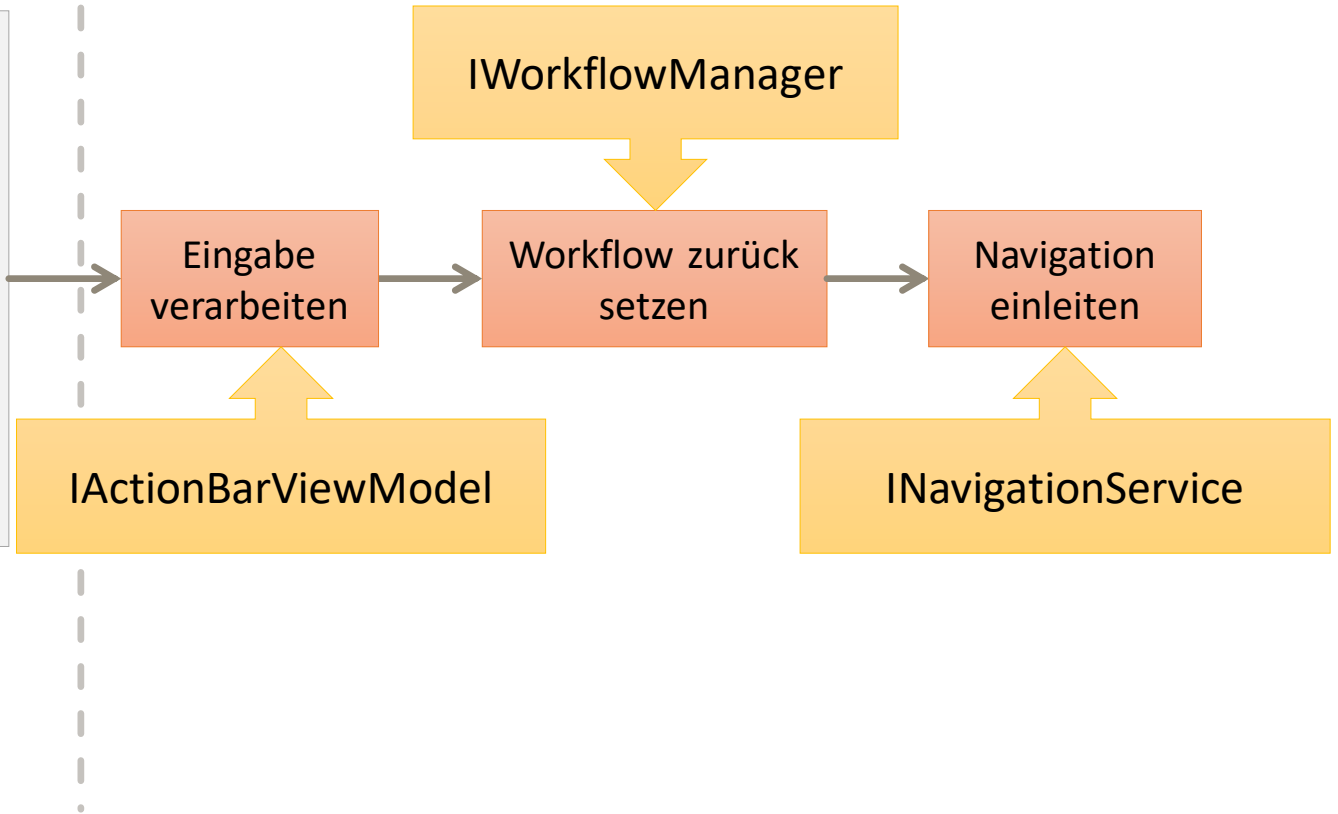 IWorkflowManager
Eingabe
verarbeiten
Workflow zurück
setzen
Navigation
einleiten
IActionBarViewModel
INavigationService